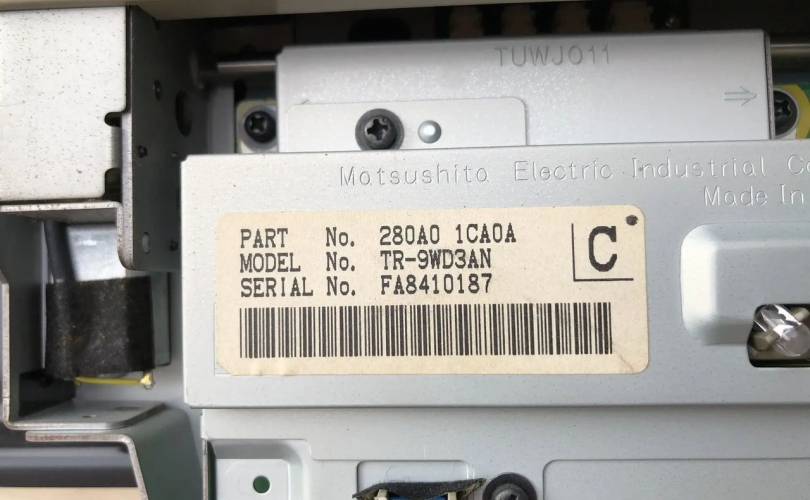 TUWJ011
Matsushita Electric Industrial
Made In
PART No. 280A0 1CA0A
MODEL No. TR-9WD3AN
SERIAL No. FA8410187
C